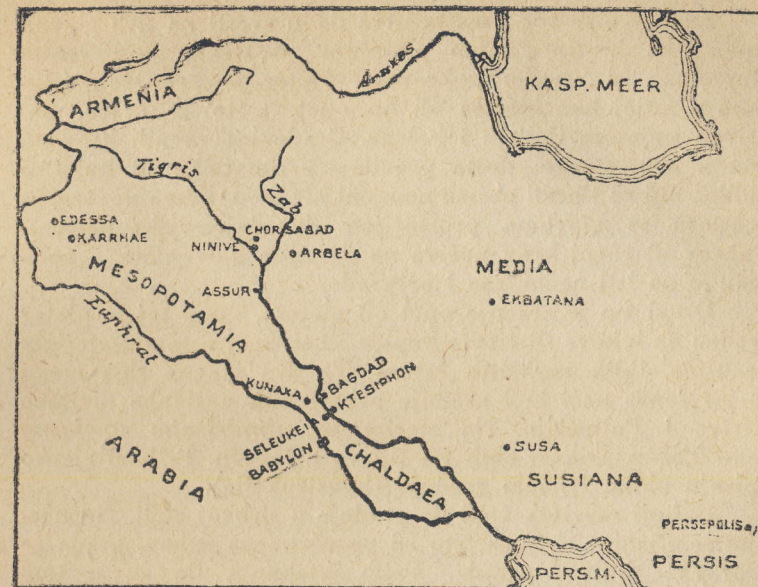 Araxes
KASP. MEER
ARMENIA
Tigris
Zab
EDESSA
KARRHAE
CHORSABAD
NINIVE
ARBELA
MESOPOTAMIA
MEDIA
ASSUR
EKBATANA
Euphrat
KUNAXA
BAGDAD
KTESIPHON
SELEUKEIA
BABYLON
ARABIA
CHALDAEA
SUSA
SUSIANA
PERSEPOLIS
PERSIS
PERS.M.